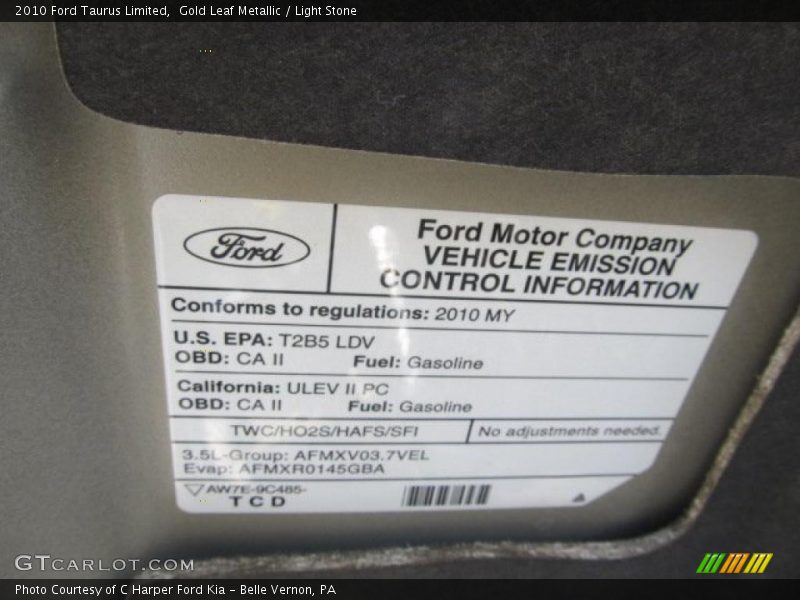 2010 Ford Taurus Limited,  Gold Leaf Metallic / Light Stone
Ford
Ford Motor Company
VEHICLE EMISSION
CONTROL INFORMATION
Conforms to regulations: 2010 MY
U.S. EPA: T2B5 LDV
OBD: CA II Fuel: Gasoline
California: ULEV II PC
OBD: CA II Fuel: Gasoline
TWC/HO2S/HAFS/SFI No adjustments needed.
3.5L-Group: AFMXV03.7VEL
Evap: AFMXR0145GBA
AW7E-9C485-
T C D
GTCARLOT.COM
Photo Courtesy of C Harper Ford Kia – Belle Vernon, PA